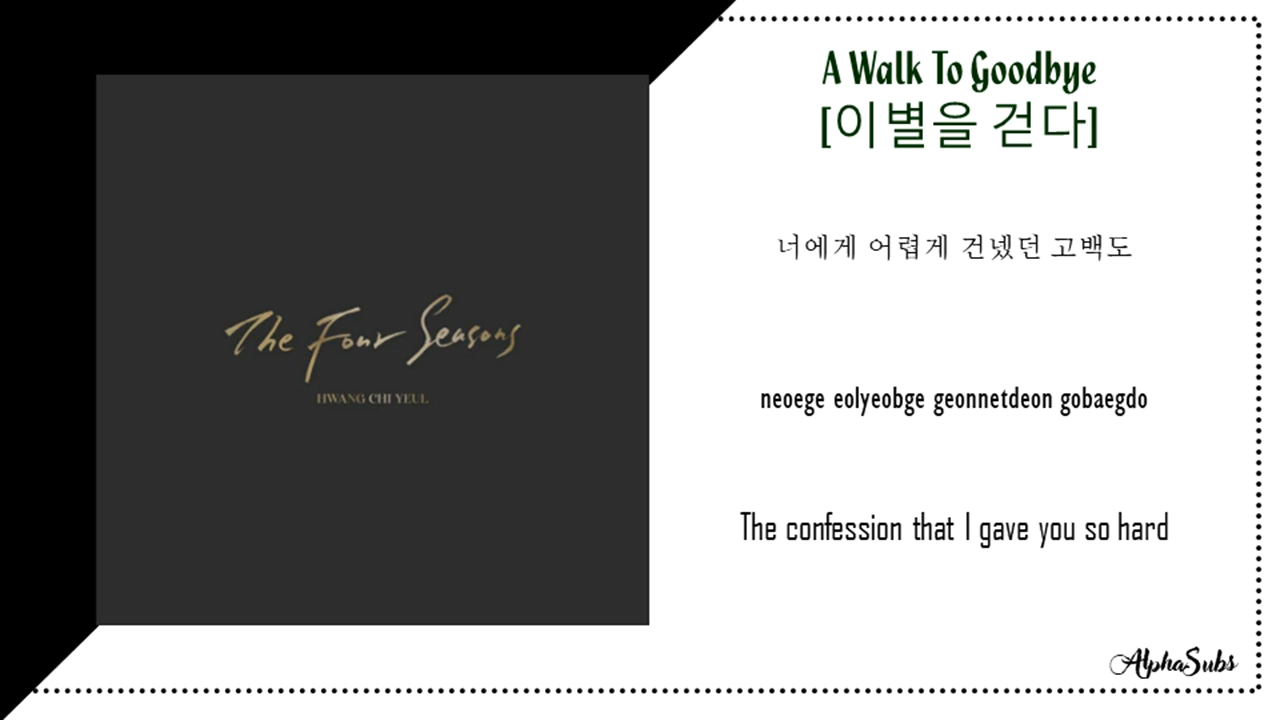 The Four Seasons
HWANG CHI YEUL
A Walk To Goodbye
[이별을 걷다]
너에게 어렵게 건넸던 고백도
neoege eolyeobge geonnetdeon gobaegdo
The confession that I gave you so hard
AlphaSubs